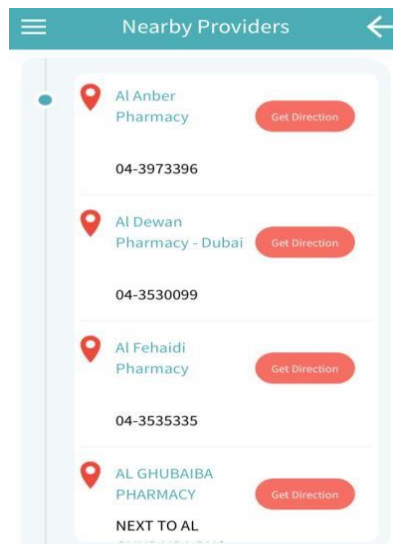 Nearby Providers
Al Anber
Pharmacy
Get Direction
04-3973396
Al Dewan
Pharmacy - Dubai
Get Direction
04-3530099
Al Fehaidi
Pharmacy
Get Direction
04-3535335
AL GHUBAIBA
PHARMACY
Get Direction
NEXT TO AL